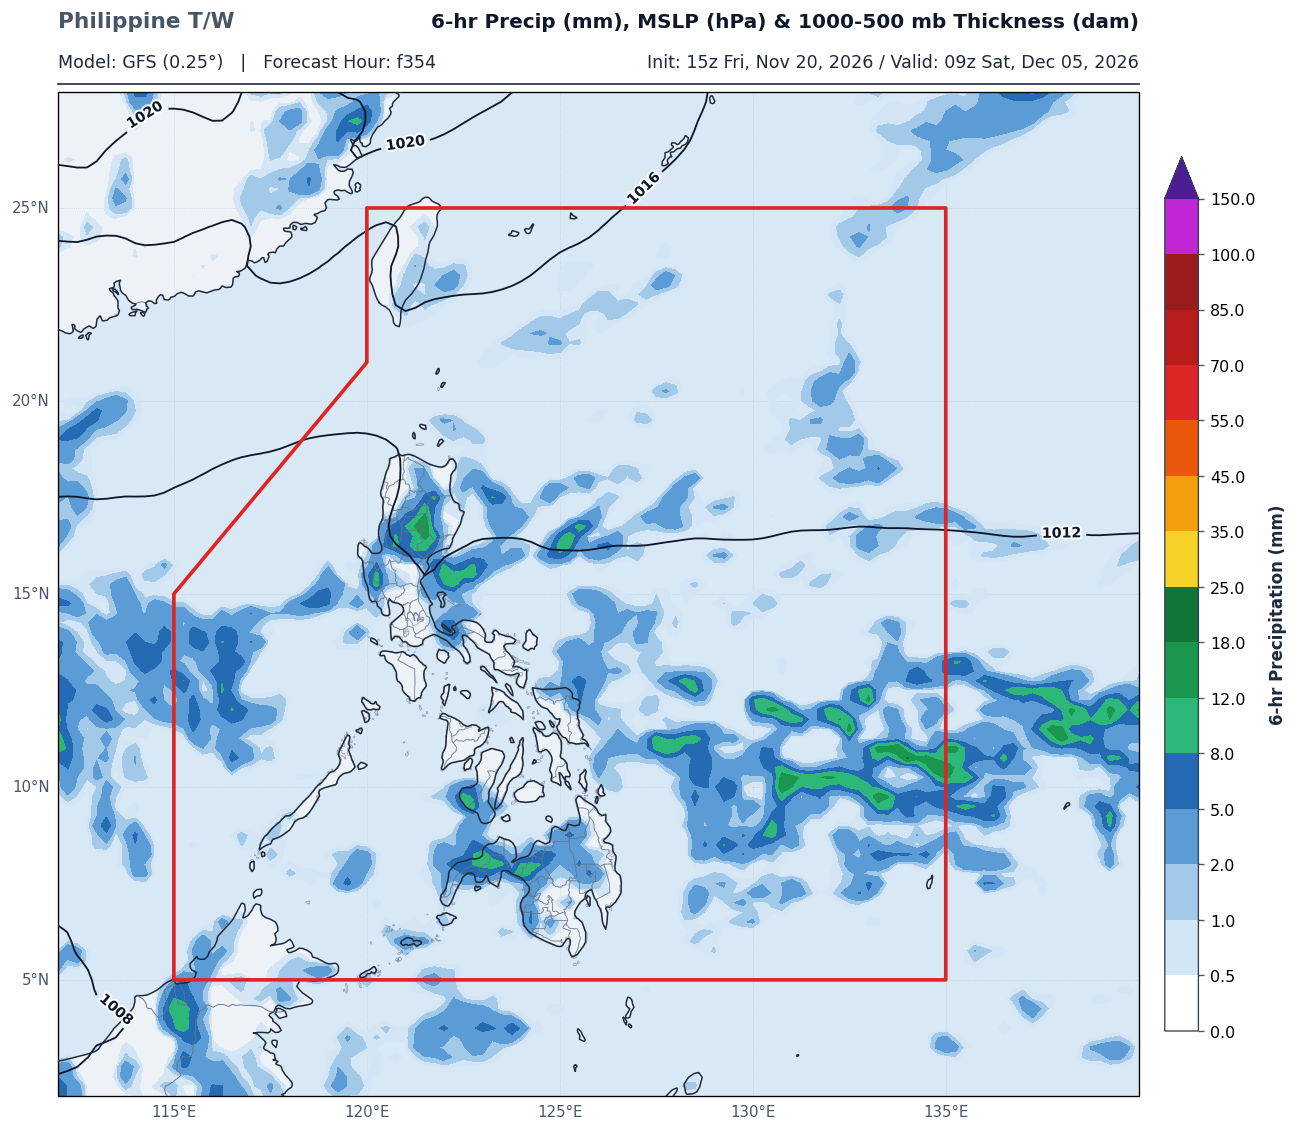 Philippine T/W
6-hr Precip (mm), MSLP (hPa) & 1000-500 mb Thickness (dam)
Model: GFS (0.25°) | Forecast Hour: f354
Init: 15z Fri, Nov 20, 2026 / Valid: 09z Sat, Dec 05, 2026
1020
1020
1016
1012
1008
25°N
20°N
15°N
10°N
5°N
115°E
120°E
125°E
130°E
135°E
150.0
100.0
85.0
70.0
55.0
45.0
35.0
25.0
18.0
12.0
8.0
5.0
2.0
1.0
0.5
0.0
6-hr Precipitation (mm)